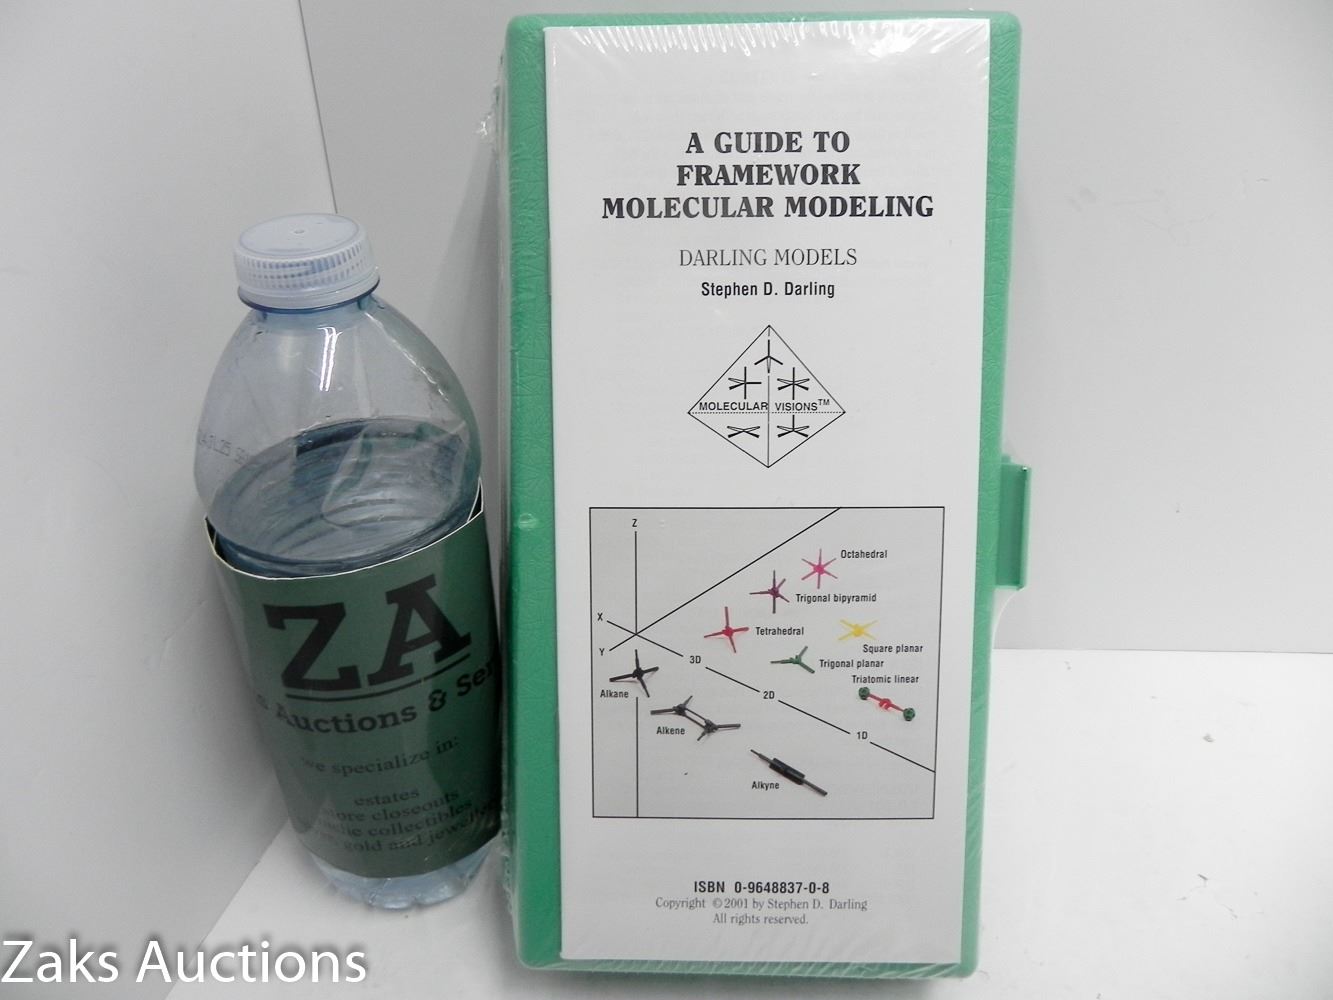 A GUIDE TO
FRAMEWORK
MOLECULAR MODELING
DARLING MODELS
Stephen D. Darling
MOLECULAR VISIONS™
Z
X
Y
3D
2D
1D
Octahedral
Trigonal bipyramid
Tetrahedral
Square planar
Trigonal planar
Triatomic linear
Alkane
Alkene
Alkyne
ISBN 0-9648837-0-8
Copyright ©2001 by Stephen D. Darling
All rights reserved.
ZA
Auctions & Ser
we specialize in:
estates
store closeouts
collectibles
gold and jewel
Zaks Auctions